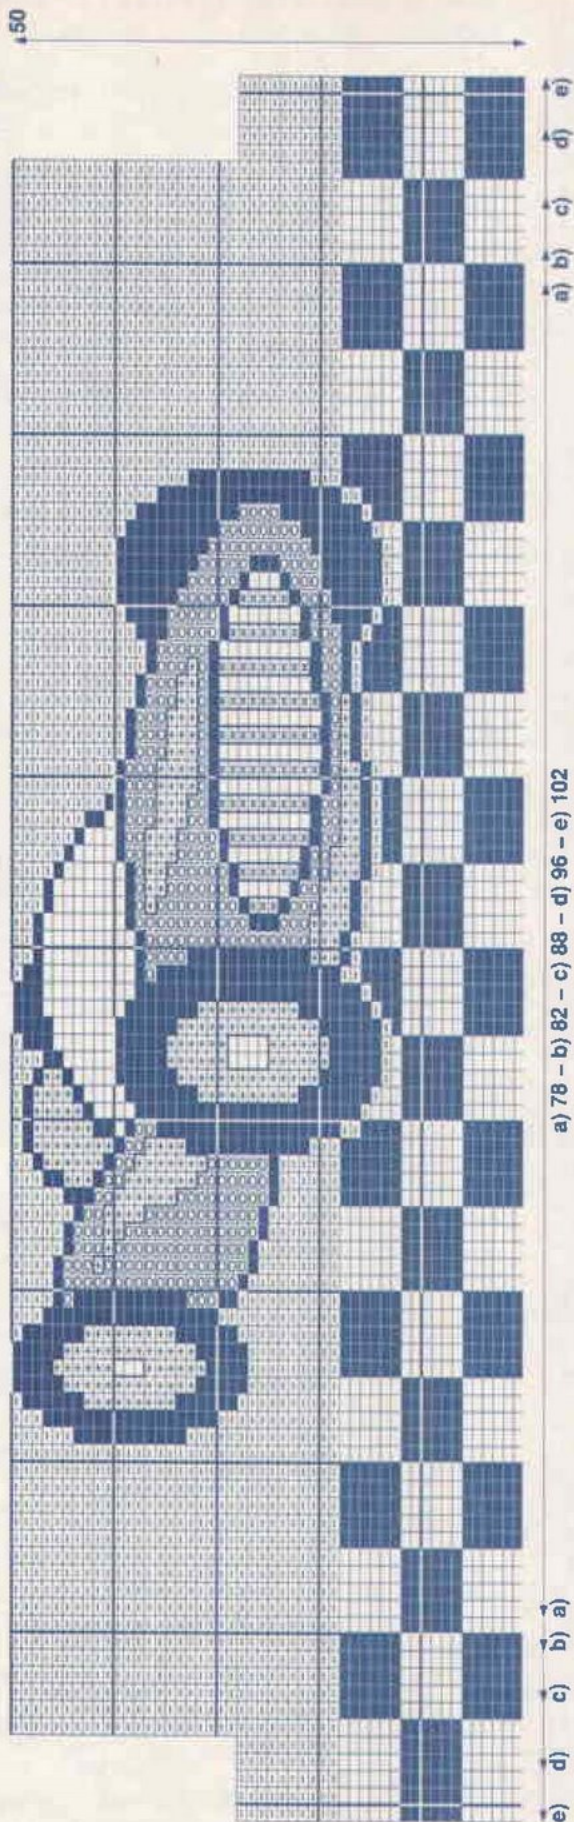 50
e) d) c) b) a)
a) 78 – b) 82 – c) 88 – d) 96 – e) 102
a) b) c) d) e)